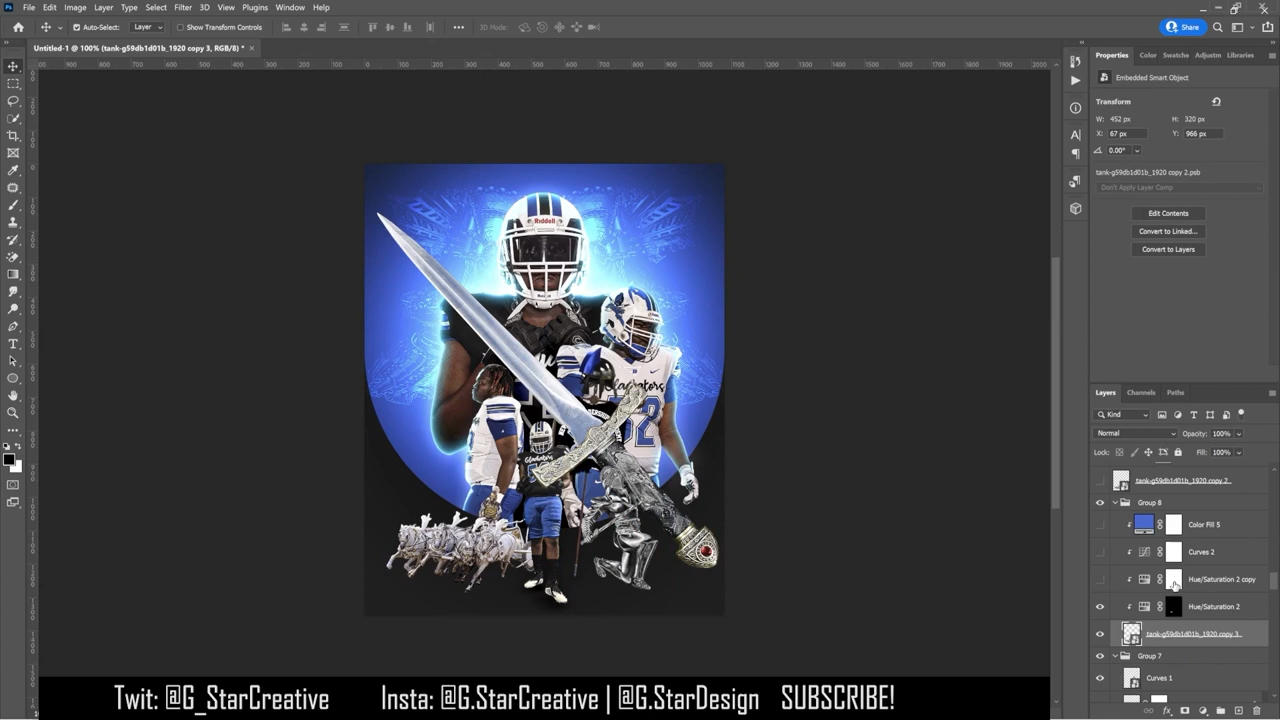 File Edit Image Layer Type Select Filter 3D View Plugins Window Help
Auto-Select: Layer Show Transform Controls 3D Mode: Share
Untitled-1 @ 100% (tank-g59db1d01b_1920 copy 3, RGB/8) *
Properties Color Swatche Adjustm Libraries
Embedded Smart Object
Transform
W: 452 px H: 320 px
X: 67 px Y: 966 px
0.00°
tank-g59db1d01b_1920 copy 2.psb
Don't Apply Layer Comp
Edit Contents
Convert to Linked...
Convert to Layers
Riddell
Gladiators
52
Gladiators
Layers Channels Paths
Kind
Normal Opacity: 100%
Lock: Fill: 100%
tank-g59db1d01b_1920 copy 2
Group 8
Color Fill 5
Curves 2
Hue/Saturation 2 copy
Hue/Saturation 2
tank-g59db1d01b_1920 copy 3
Group 7
Curves 1
Twit: @G_StarCreative Insta: @G.StarCreative | @G.StarDesign SUBSCRIBE!